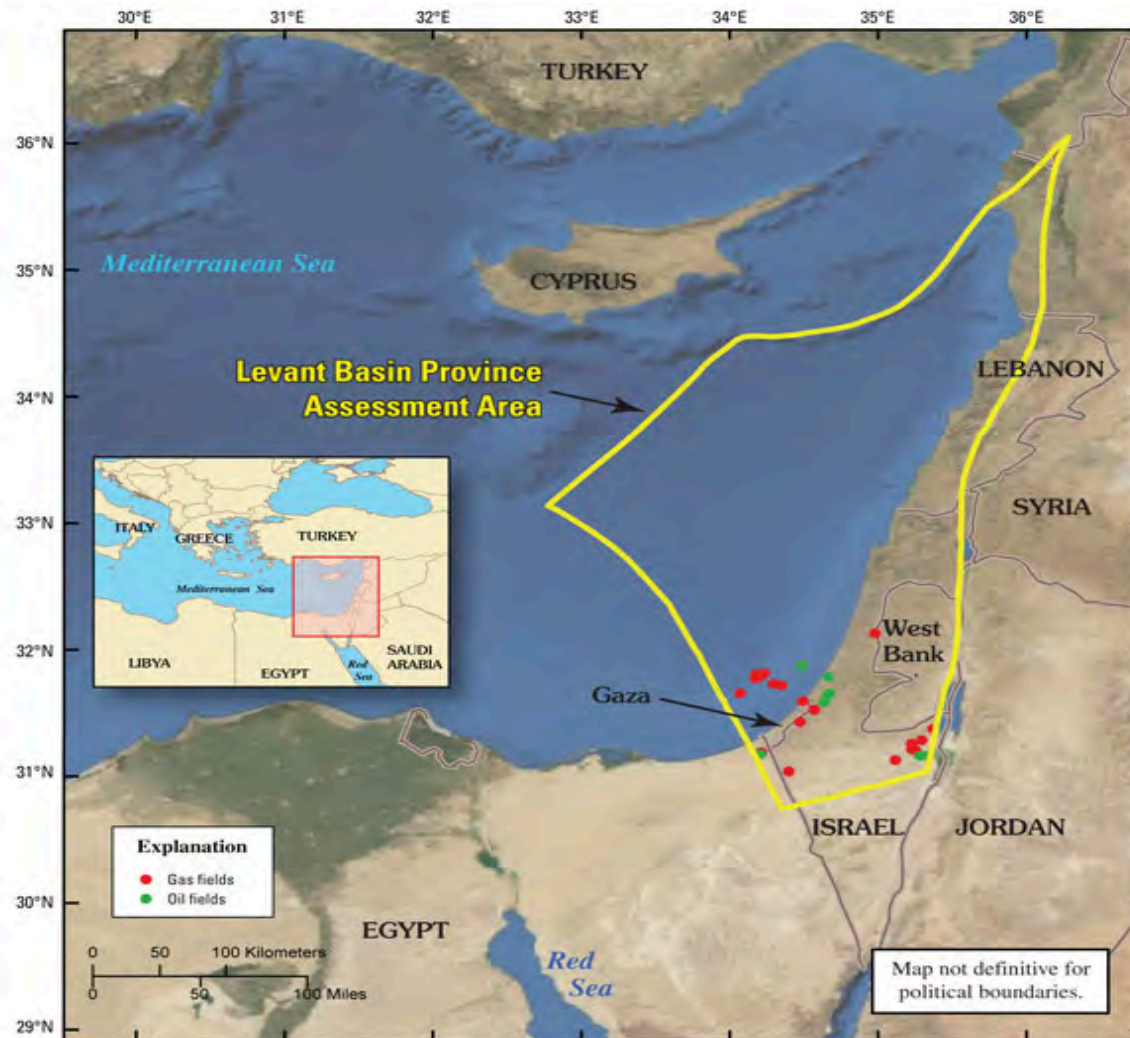 30°E
31°E
32°E
33°E
34°E
35°E
36°E
TURKEY
36°N
35°N
34°N
33°N
32°N
31°N
30°N
29°N
Mediterranean Sea
CYPRUS
Levant Basin Province
Assessment Area
LEBANON
SYRIA
West
Bank
Gaza
ISRAEL
JORDAN
EGYPT
Red
Sea
ITALY
GREECE
TURKEY
Mediterranean Sea
LIBYA
EGYPT
SAUDI
ARABIA
Red
Sea
Explanation
Gas fields
Oil fields
0 50 100 Kilometers
0 50 100 Miles
Map not definitive for
political boundaries.